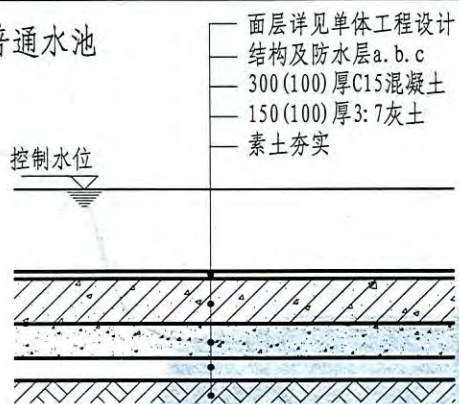 普通水池
面层详见单体工程设计
结构及防水层a.b.c
300(100)厚C15混凝土
150(100)厚3:7灰土
素土夯实
控制水位